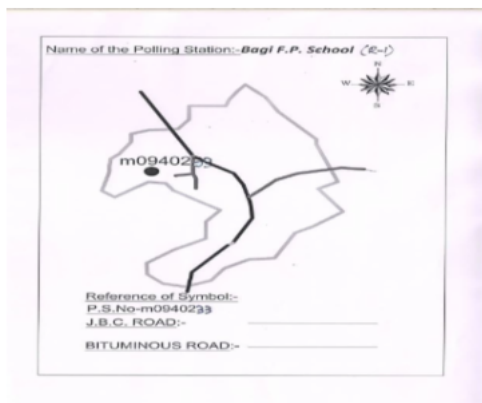 Name of the Polling Station:-Bagi F.P. School (R-1)
N
W
E
S
m0940233
Reference of Symbol:-
P.S.No-m0940233
J.B.C. ROAD:-
BITUMINOUS ROAD:-